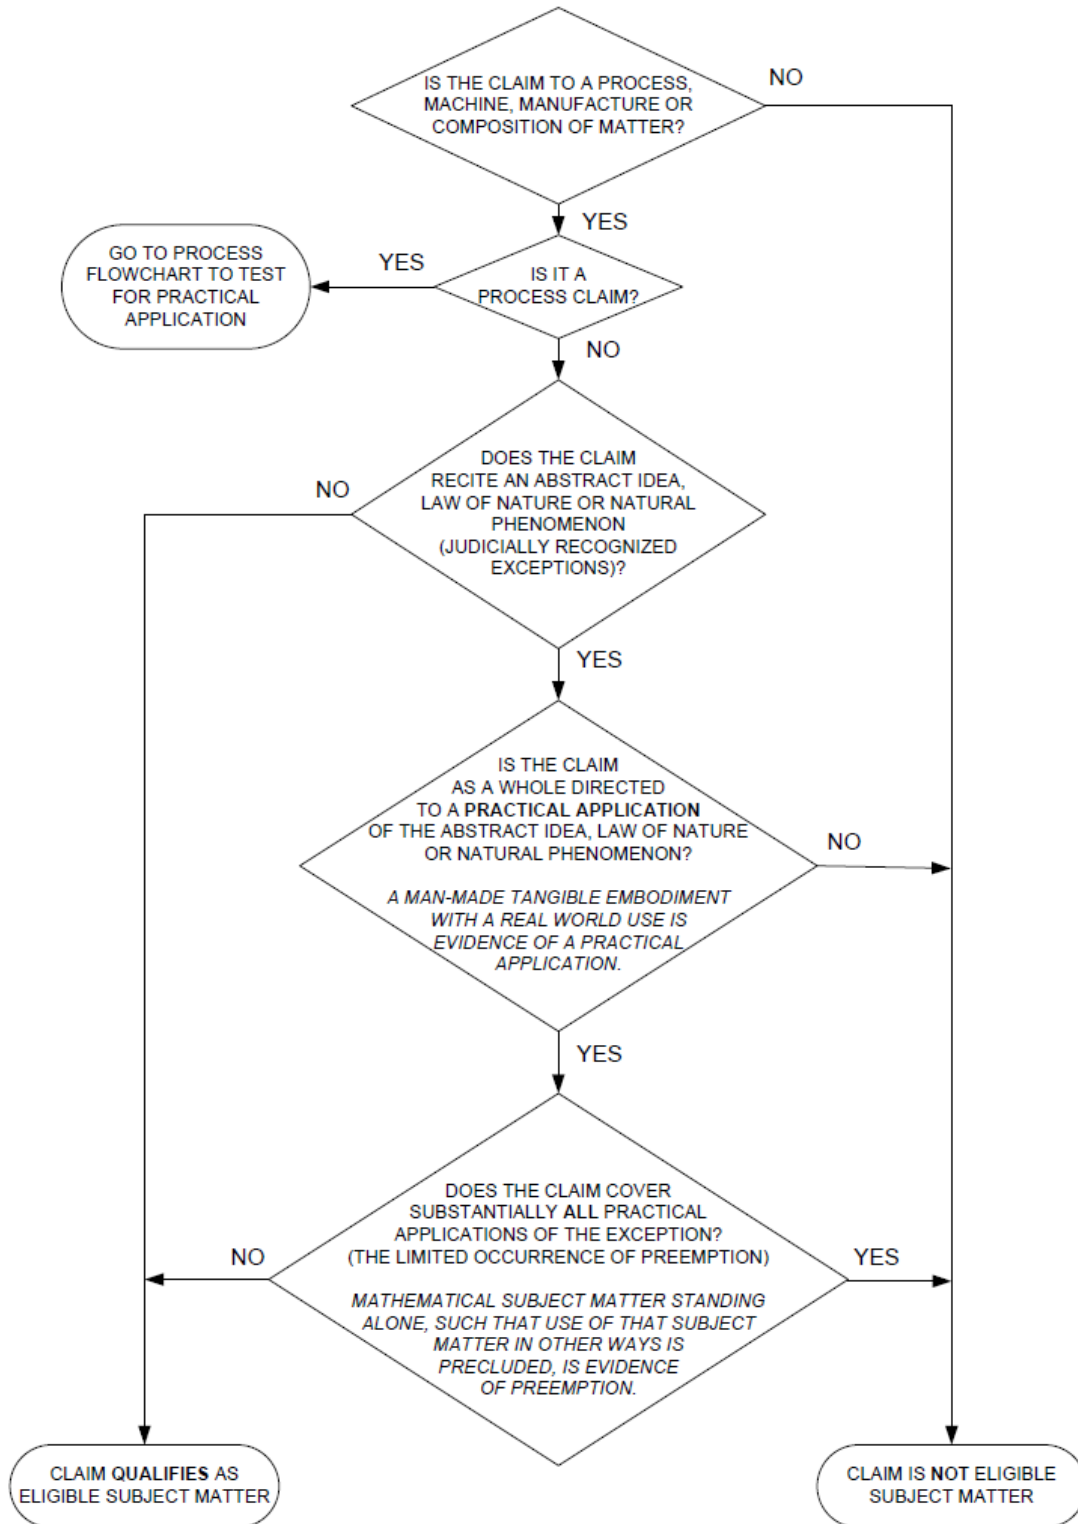 IS THE CLAIM TO A PROCESS,
MACHINE, MANUFACTURE OR
COMPOSITION OF MATTER?
NO
YES
GO TO PROCESS
FLOWCHART TO TEST
FOR PRACTICAL
APPLICATION
YES
IS IT A
PROCESS CLAIM?
NO
DOES THE CLAIM
RECITE AN ABSTRACT IDEA,
LAW OF NATURE OR NATURAL
PHENOMENON
(JUDICIALLY RECOGNIZED
EXCEPTIONS)?
NO
YES
IS THE CLAIM
AS A WHOLE DIRECTED
TO A PRACTICAL APPLICATION
OF THE ABSTRACT IDEA, LAW OF NATURE
OR NATURAL PHENOMENON?
NO
A MAN-MADE TANGIBLE EMBODIMENT
WITH A REAL WORLD USE IS
EVIDENCE OF A PRACTICAL
APPLICATION.
YES
DOES THE CLAIM COVER
SUBSTANTIALLY ALL PRACTICAL
APPLICATIONS OF THE EXCEPTION?
(THE LIMITED OCCURRENCE OF PREEMPTION)
NO
YES
MATHEMATICAL SUBJECT MATTER STANDING
ALONE, SUCH THAT USE OF THAT SUBJECT
MATTER IN OTHER WAYS IS
PRECLUDED, IS EVIDENCE
OF PREEMPTION.
CLAIM QUALIFIES AS
ELIGIBLE SUBJECT MATTER
CLAIM IS NOT ELIGIBLE
SUBJECT MATTER